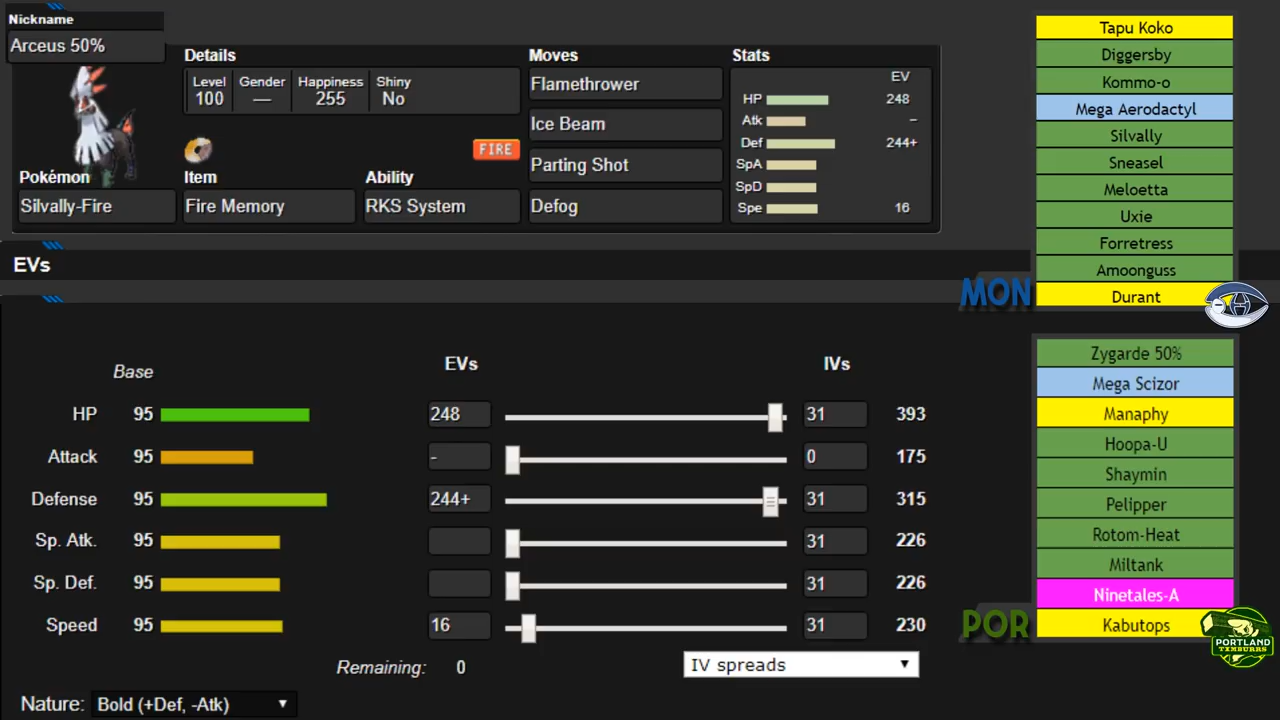 Nickname
Arceus 50%
Details
Level Gender Happiness Shiny
100 — 255 No
FIRE
Pokémon Item Ability
Silvally-Fire Fire Memory RKS System
Moves
Flamethrower
Ice Beam
Parting Shot
Defog
Stats
EV
HP 248
Atk –
Def 244+
SpA
SpD
Spe 16
EVs
Base EVs IVs
HP 95 248 31 393
Attack 95 - 0 175
Defense 95 244+ 31 315
Sp. Atk. 95 31 226
Sp. Def. 95 31 226
Speed 95 16 31 230
Remaining: 0
IV spreads
Nature: Bold (+Def, -Atk)
Tapu Koko
Diggersby
Kommo-o
Mega Aerodactyl
Silvally
Sneasel
Meloetta
Uxie
Forretress
Amoonguss
Durant
MON
Zygarde 50%
Mega Scizor
Manaphy
Hoopa-U
Shaymin
Pelipper
Rotom-Heat
Miltank
Ninetales-A
Kabutops
POR
PORTLAND
TIMBURRS